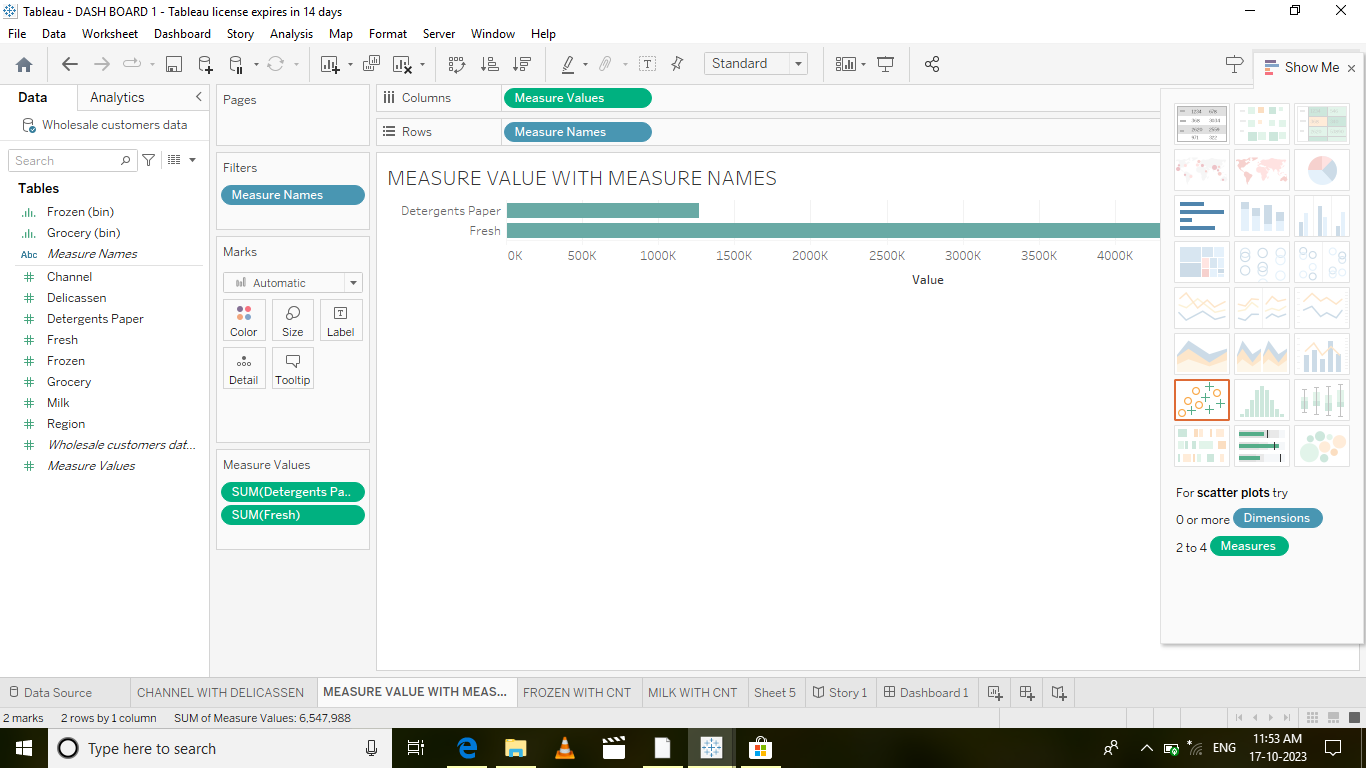 Tableau - DASH BOARD 1 - Tableau license expires in 14 days
File Data Worksheet Dashboard Story Analysis Map Format Server Window Help
Standard
Show Me
Data Analytics
Wholesale customers data
Search
Tables
Frozen (bin)
Grocery (bin)
Abc Measure Names
Channel
Delicassen
Detergents Paper
Fresh
Frozen
Grocery
Milk
Region
Wholesale customers dat...
Measure Values
Pages
Filters
Measure Names
Marks
Automatic
Color Size Label
Detail Tooltip
Measure Values
SUM(Detergents Pa..
SUM(Fresh)
Columns Measure Values
Rows Measure Names
MEASURE VALUE WITH MEASURE NAMES
Detergents Paper
Fresh
0K 500K 1000K 1500K 2000K 2500K 3000K 3500K 4000K
Value
For scatter plots try
0 or more Dimensions
2 to 4 Measures
Data Source CHANNEL WITH DELICASSEN MEASURE VALUE WITH MEAS... FROZEN WITH CNT MILK WITH CNT Sheet 5 Story 1 Dashboard 1
2 marks 2 rows by 1 column SUM of Measure Values: 6,547,988
Type here to search
ENG
11:53 AM
17-10-2023